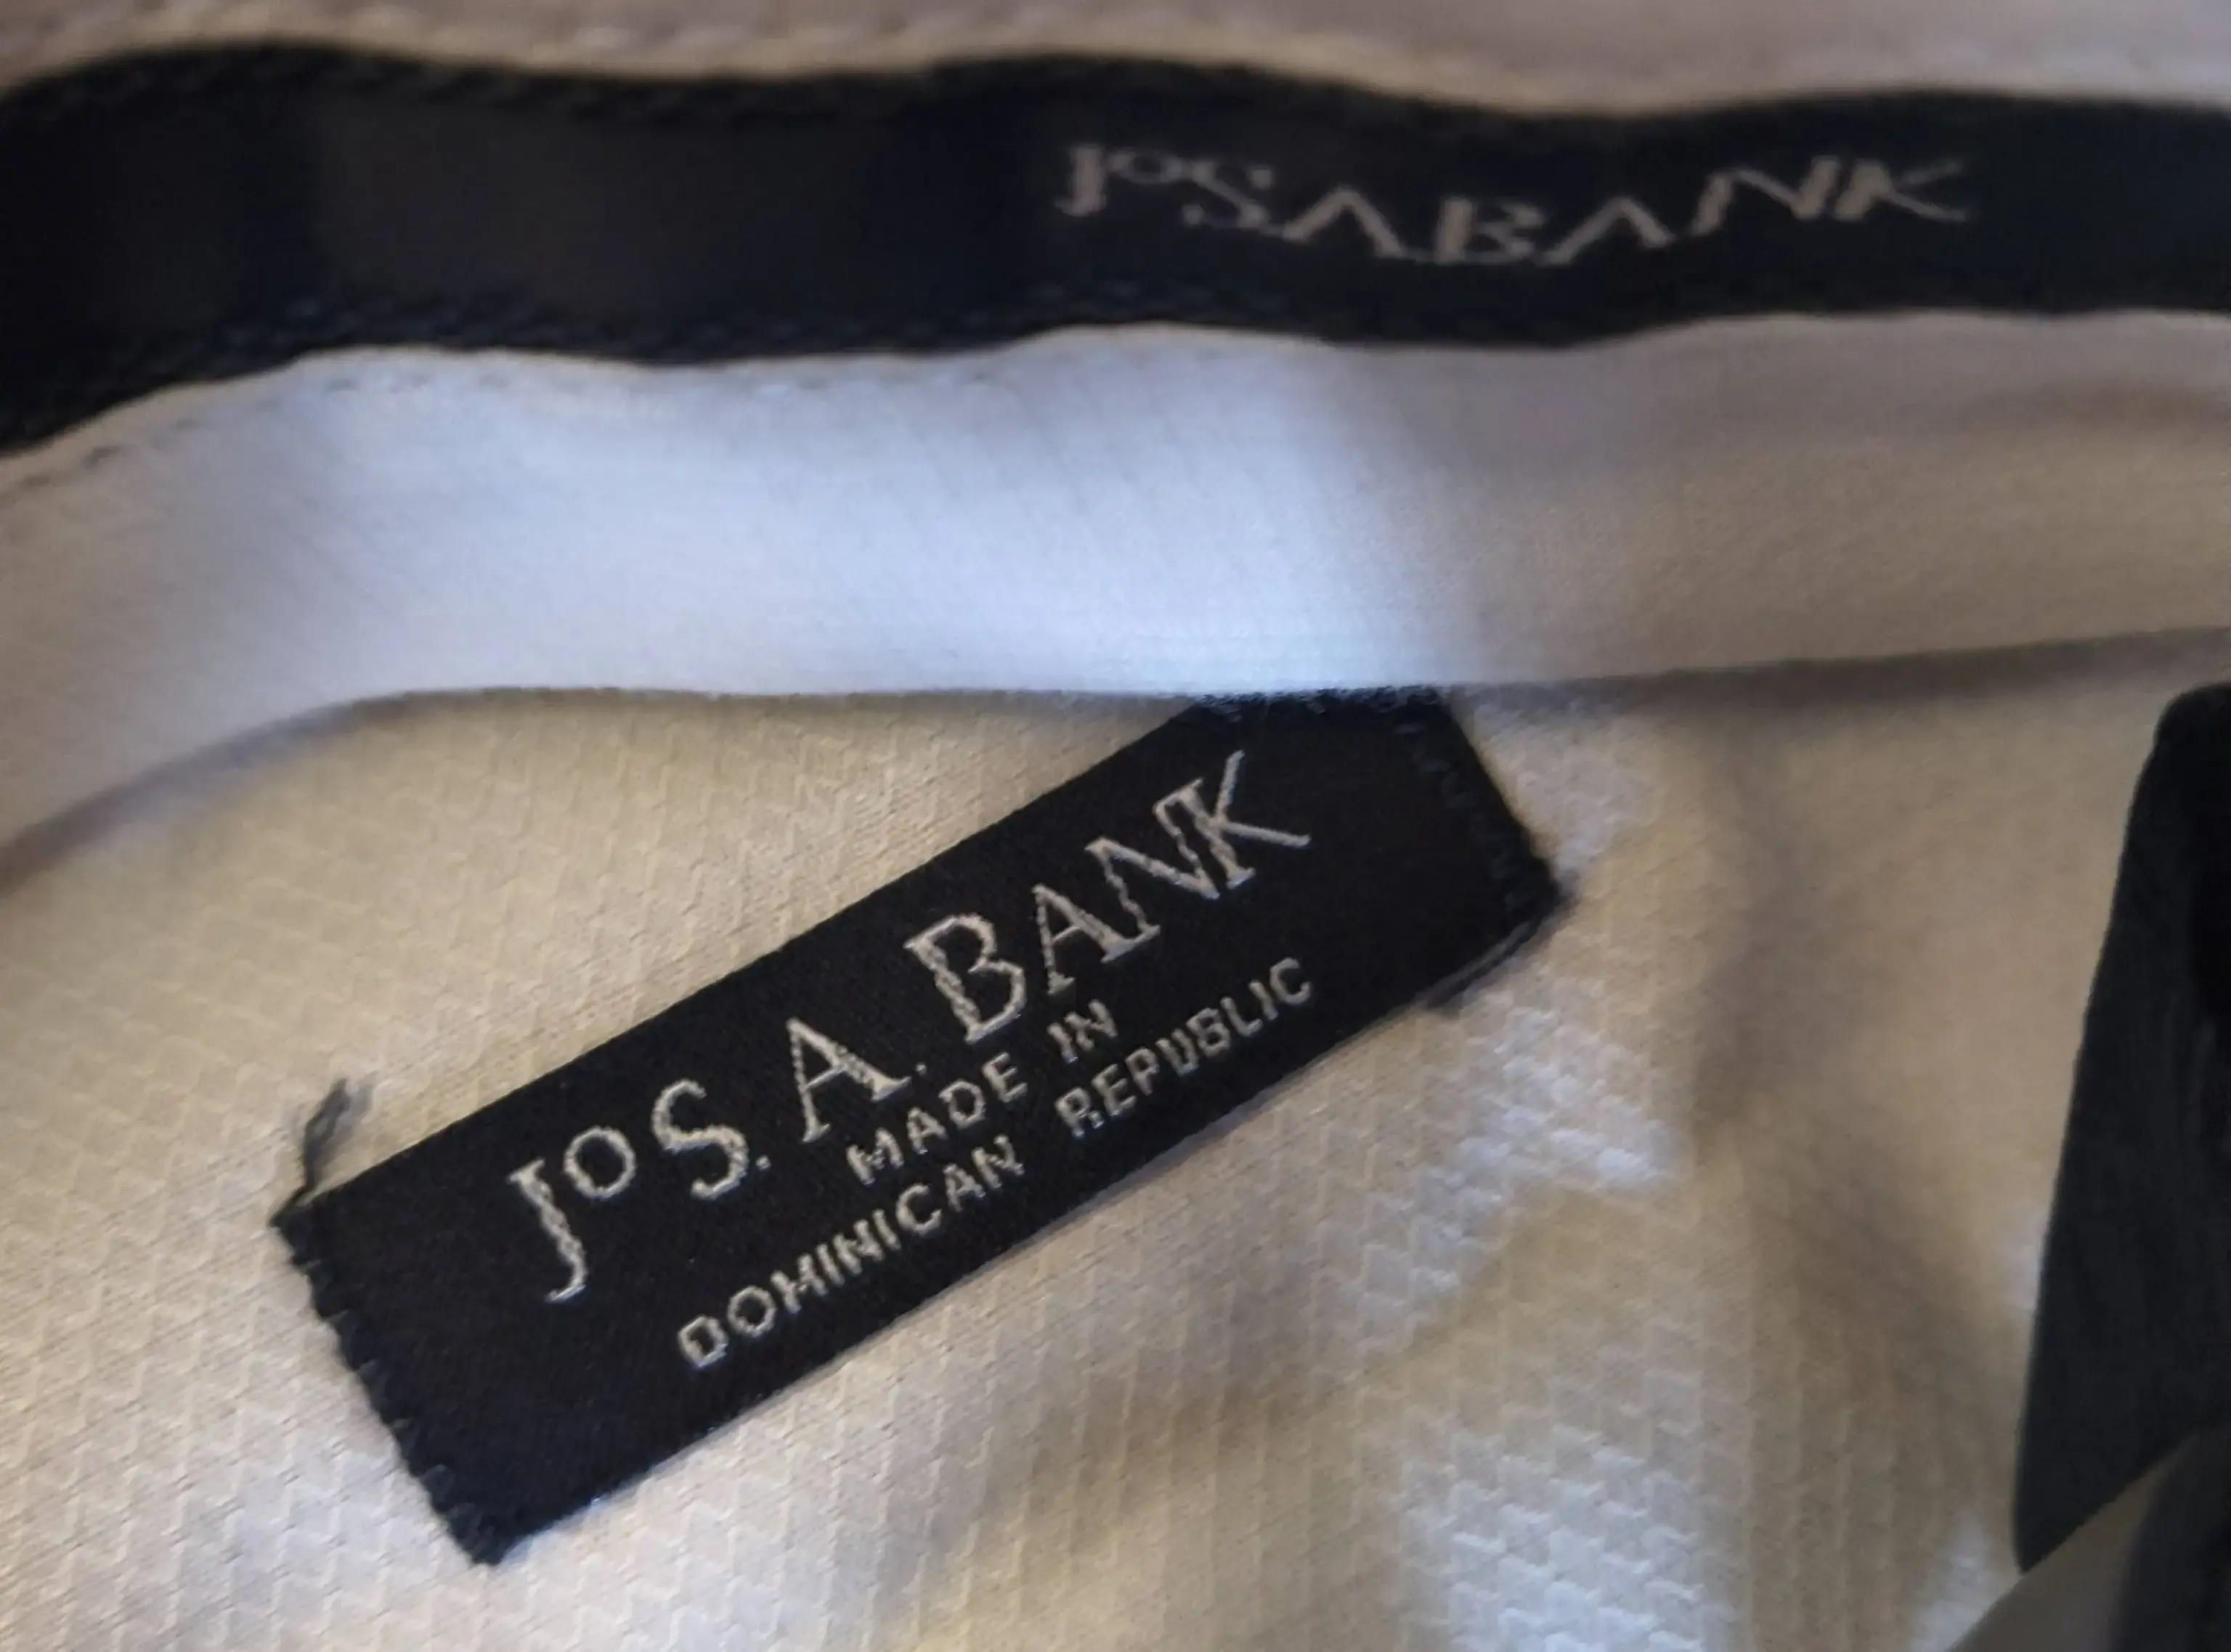 JOS A BANK
JOS. A. BANK
MADE IN
DOMINICAN REPUBLIC